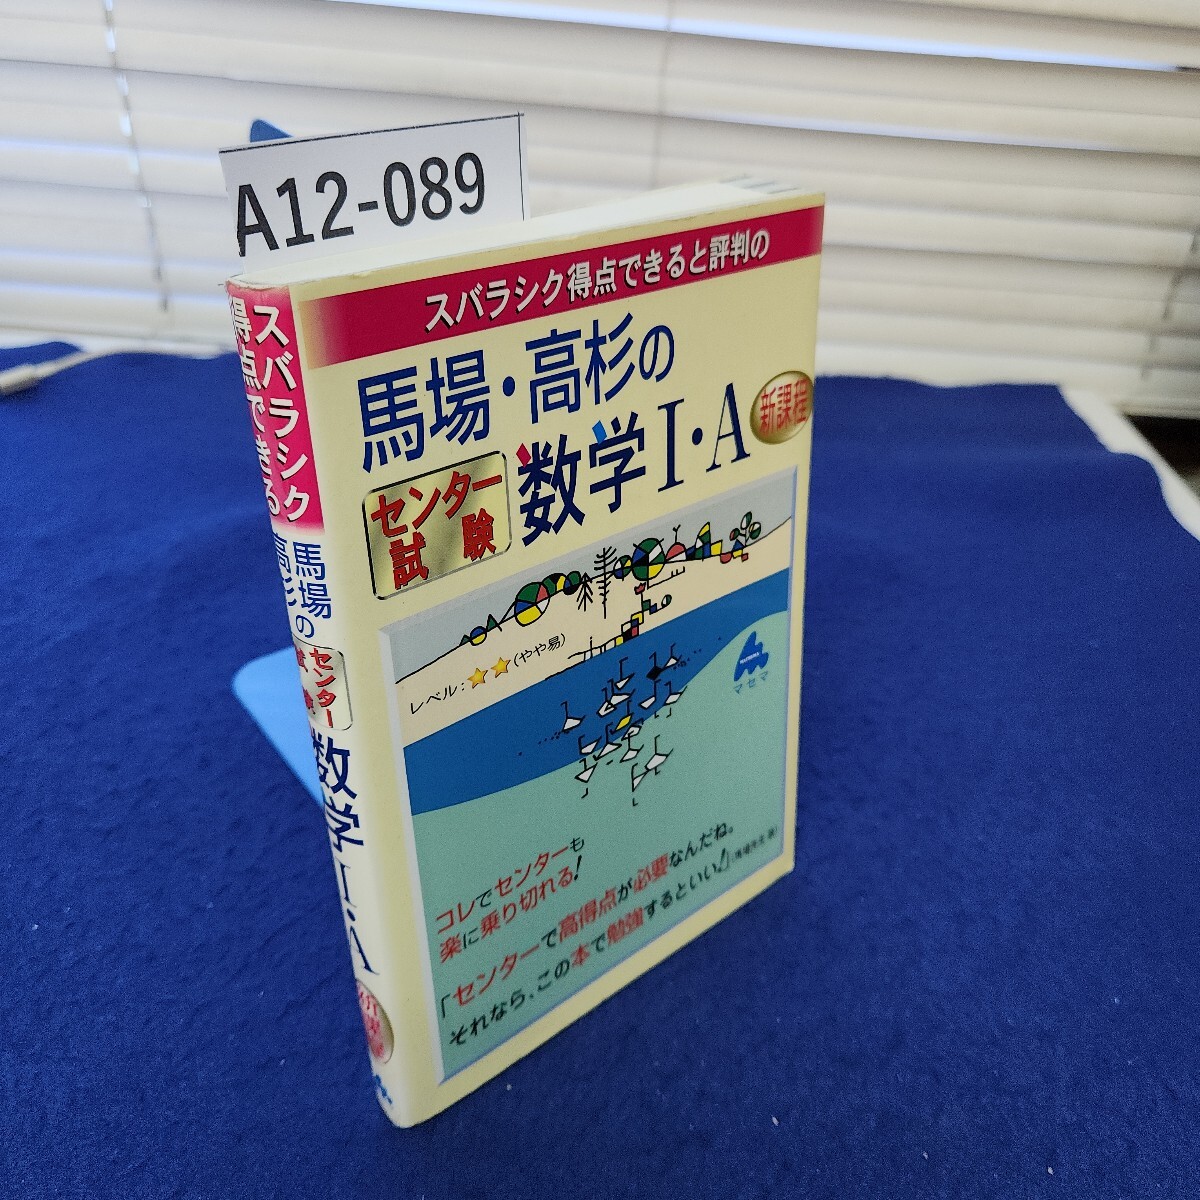 A12-089
スバラシク得点できると評判の
馬場・高杉の
センター
試験
数学Ⅰ・A
新課程
レベル：★★（やや易）
マセマ
コレでセンターも
楽に乗り切れる！
「センターで高得点が必要なんだね。
それなら、この本で勉強するといい。」
スバラシク
得点できる
馬場
高杉の
センター
試験
数学Ⅰ・A